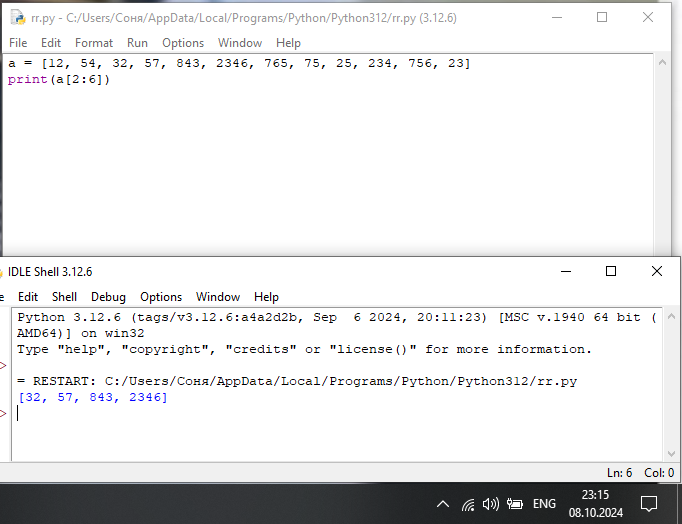 rr.py - C:/Users/Соня/AppData/Local/Programs/Python/Python312/rr.py (3.12.6)
File Edit Format Run Options Window Help
a = [12, 54, 32, 57, 843, 2346, 765, 75, 25, 234, 756, 23]
print(a[2:6])
IDLE Shell 3.12.6
e Edit Shell Debug Options Window Help
Python 3.12.6 (tags/v3.12.6:a4a2d2b, Sep  6 2024, 20:11:23) [MSC v.1940 64 bit (
AMD64)] on win32
Type "help", "copyright", "credits" or "license()" for more information.
>
= RESTART: C:/Users/Соня/AppData/Local/Programs/Python/Python312/rr.py
[32, 57, 843, 2346]
>
Ln: 6 Col: 0
ENG
23:15
08.10.2024